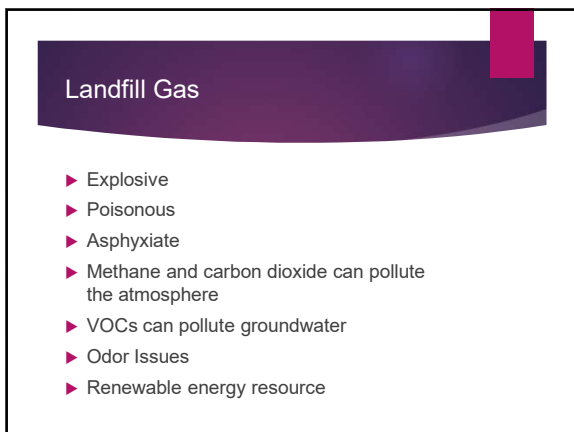 Landfill Gas
Explosive
Poisonous
Asphyxiate
Methane and carbon dioxide can pollute
the atmosphere
VOCs can pollute groundwater
Odor Issues
Renewable energy resource